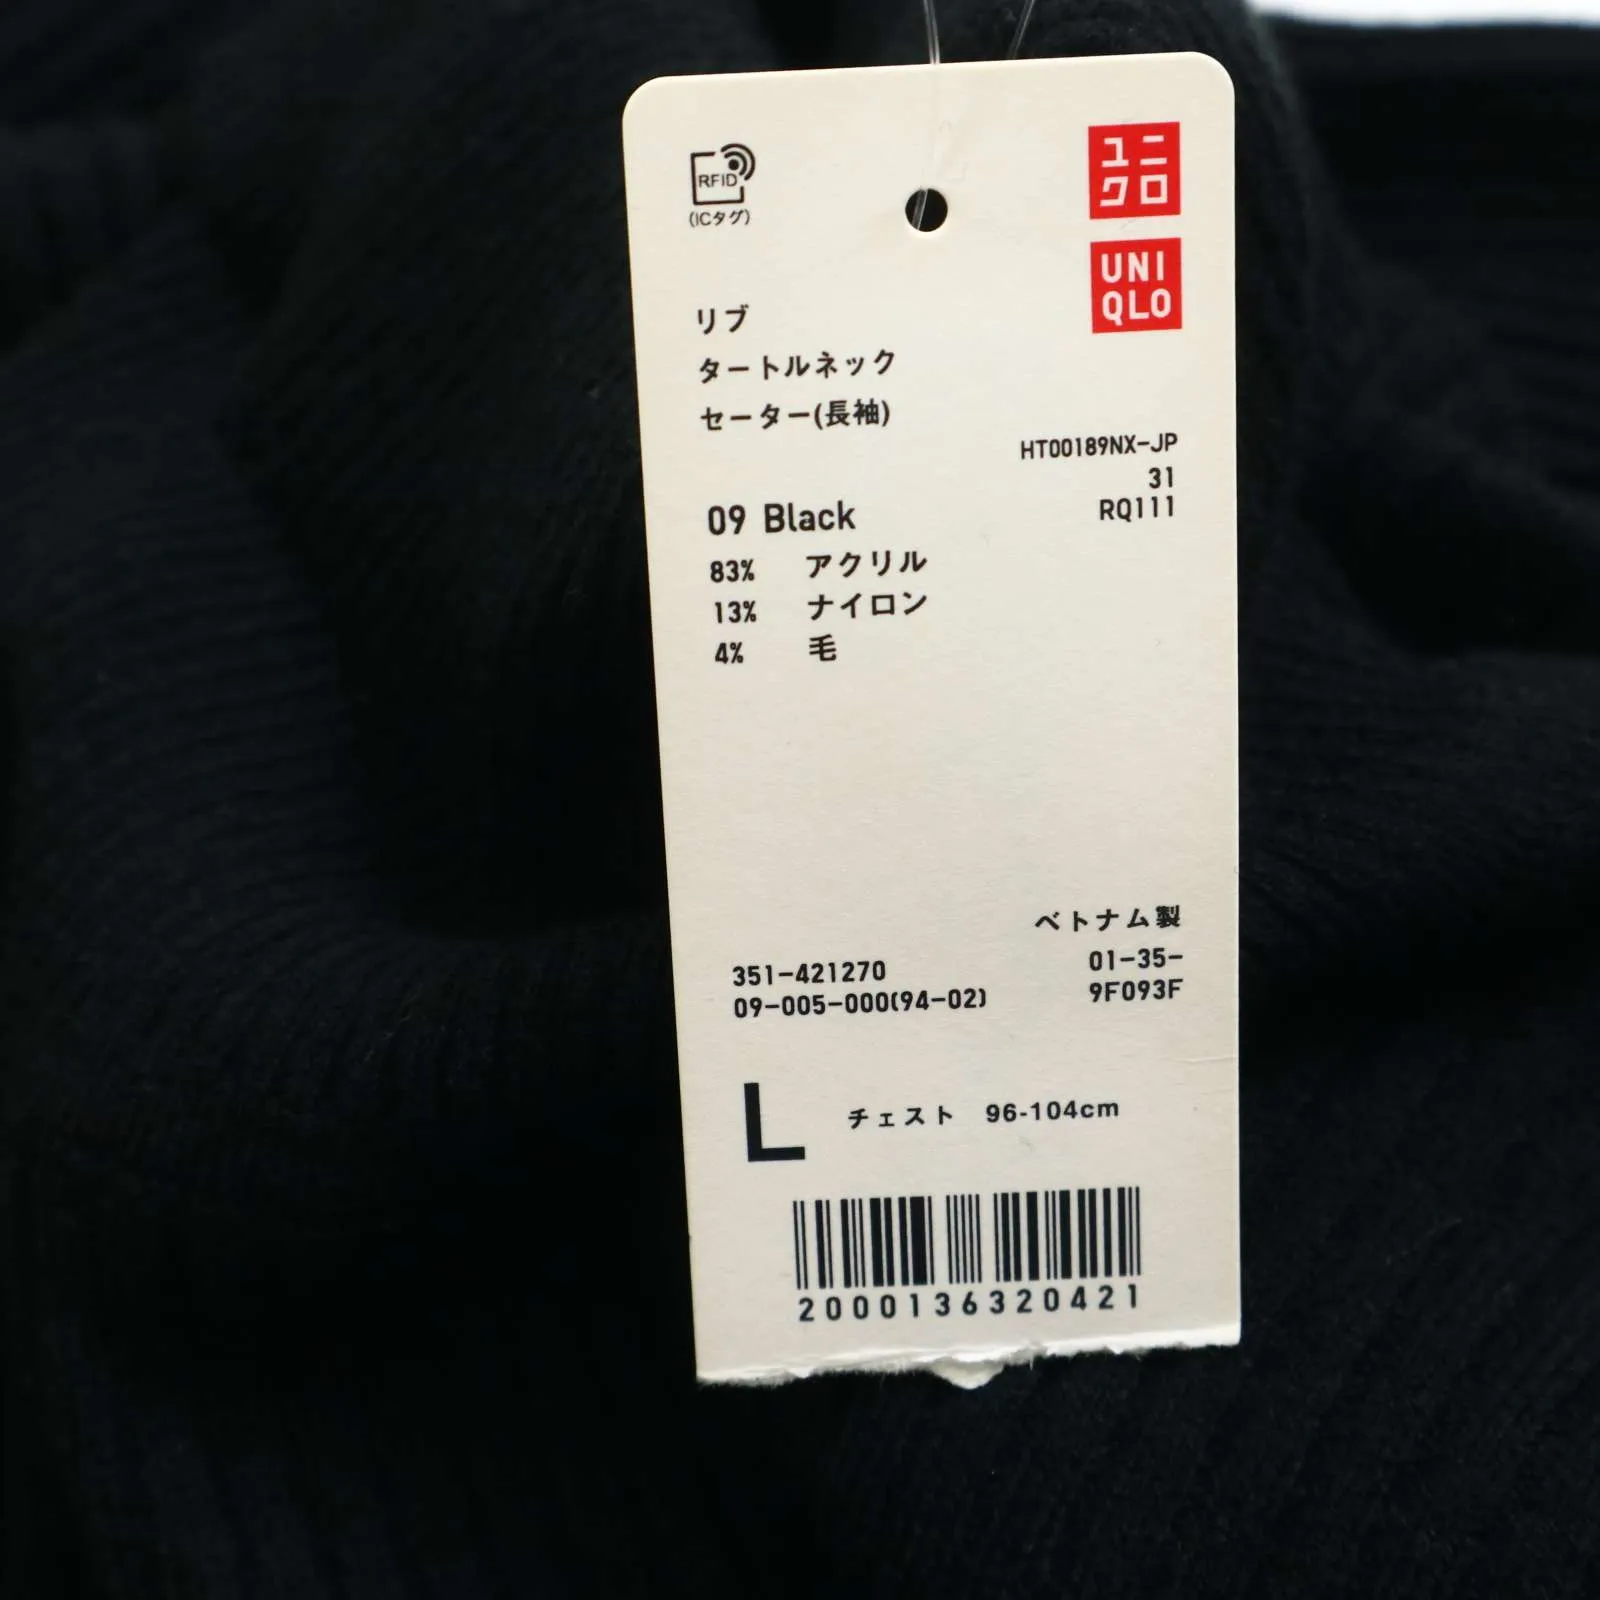 RFID
(ICタグ)
ユニ
クロ
UNI
QLO
リブ
タートルネック
セーター(長袖)
HT00189NX-JP
31
RQ111
09 Black
83% アクリル
13% ナイロン
4% 毛
ベトナム製
351-421270 01-35-
09-005-000(94-02) 9F093F
L チェスト 96-104cm
2000136320421